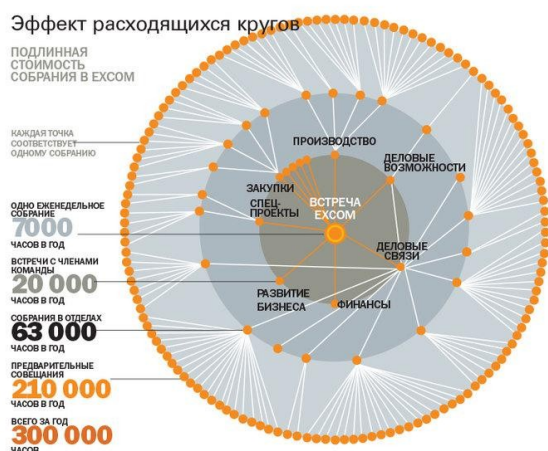 Эффект расходящихся кругов
ПОДЛИННАЯ
СТОИМОСТЬ
СОБРАНИЯ В EXCOM
КАЖДАЯ ТОЧКА
СООТВЕТСТВУЕТ
ОДНОМУ СОБРАНИЮ
ОДНО ЕЖЕНЕДЕЛЬНОЕ
СОБРАНИЕ
7000
ЧАСОВ В ГОД
ВСТРЕЧИ С ЧЛЕНАМИ
КОМАНДЫ
20 000
ЧАСОВ В ГОД
СОБРАНИЯ В ОТДЕЛАХ
63 000
ЧАСОВ В ГОД
ПРЕДВАРИТЕЛЬНЫЕ
СОВЕЩАНИЯ
210 000
ЧАСОВ В ГОД
ВСЕГО ЗА ГОД
300 000
ЧАСОВ
ПРОИЗВОДСТВО
ДЕЛОВЫЕ
ВОЗМОЖНОСТИ
ЗАКУПКИ
СПЕЦ-
ПРОЕКТЫ
ВСТРЕЧА
EXCOM
ДЕЛОВЫЕ
СВЯЗИ
РАЗВИТИЕ
БИЗНЕСА
ФИНАНСЫ